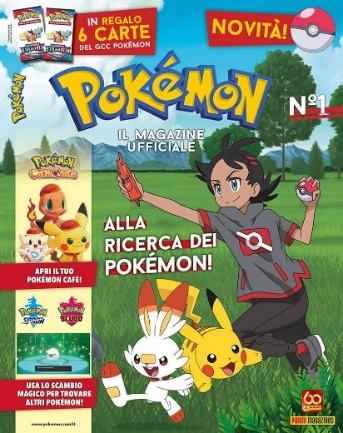 IN REGALO
6 CARTE
DEL GCC POKÉMON
NOVITÀ!
POKÉMON
POKÉMON
IL MAGAZINE
UFFICIALE
N°1
POKÉMON
ALLA
RICERCA DEI
POKÉMON!
APRI IL TUO
POKÉMON CAFÉ!
POKÉMON
SPADA
POKÉMON
SCUDO
USA LO SCAMBIO
MAGICO PER TROVARE
ALTRI POKÉMON!
www.pokemon.com/it
60
PANINI magazines